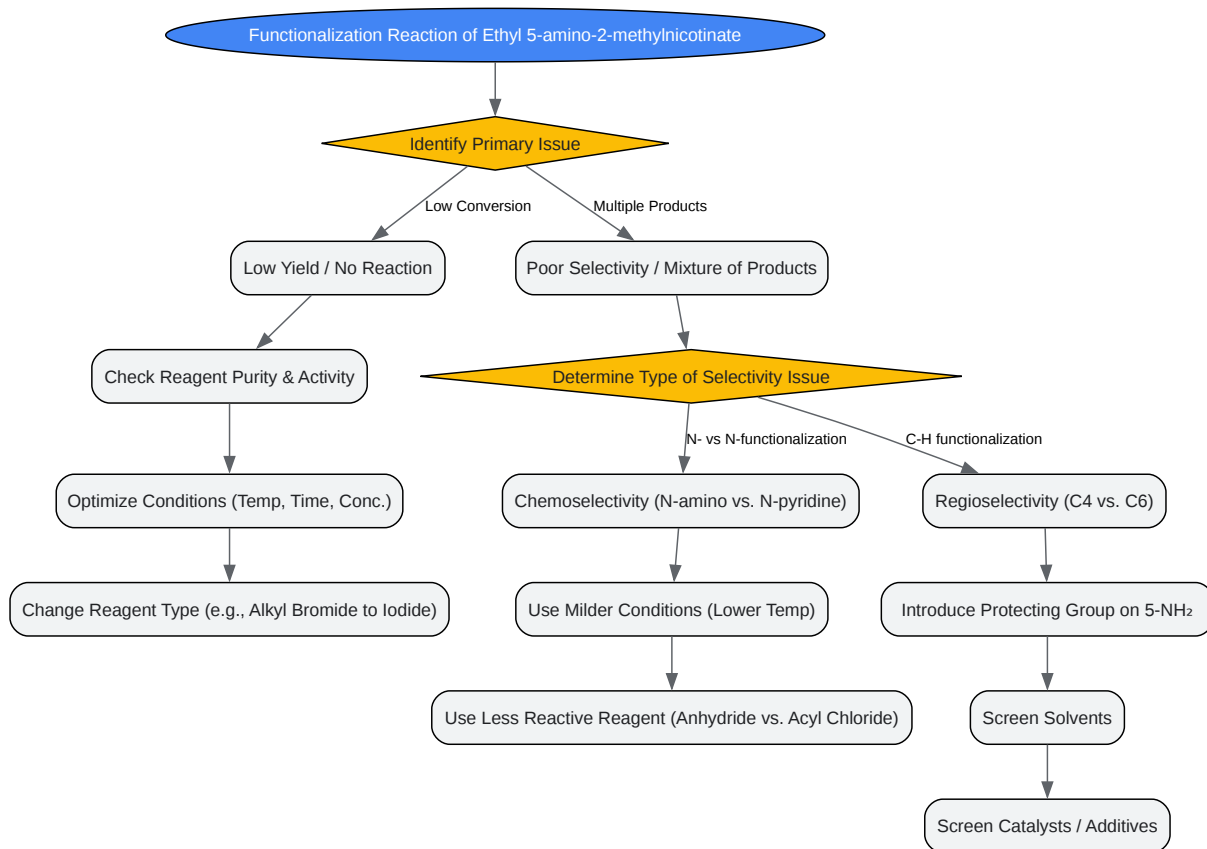 Functionalization Reaction of Ethyl 5-amino-2-methylnicotinate
Identify Primary Issue
Low Conversion
Multiple Products
Low Yield / No Reaction
Poor Selectivity / Mixture of Products
Check Reagent Purity & Activity
Determine Type of Selectivity Issue
N- vs N-functionalization
C-H functionalization
Optimize Conditions (Temp, Time, Conc.)
Chemoselectivity (N-amino vs. N-pyridine)
Regioselectivity (C4 vs. C6)
Change Reagent Type (e.g., Alkyl Bromide to Iodide)
Use Milder Conditions (Lower Temp)
Introduce Protecting Group on 5-NH₂
Use Less Reactive Reagent (Anhydride vs. Acyl Chloride)
Screen Solvents
Screen Catalysts / Additives